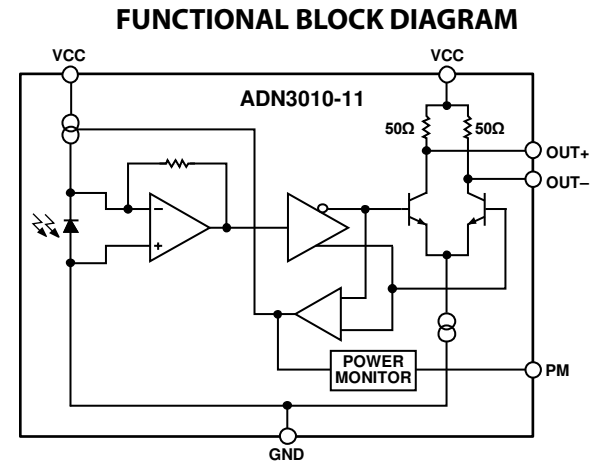 FUNCTIONAL BLOCK DIAGRAM
VCC
VCC
ADN3010-11
50Ω
50Ω
OUT+
OUT–
–
+
POWER
MONITOR
PM
GND